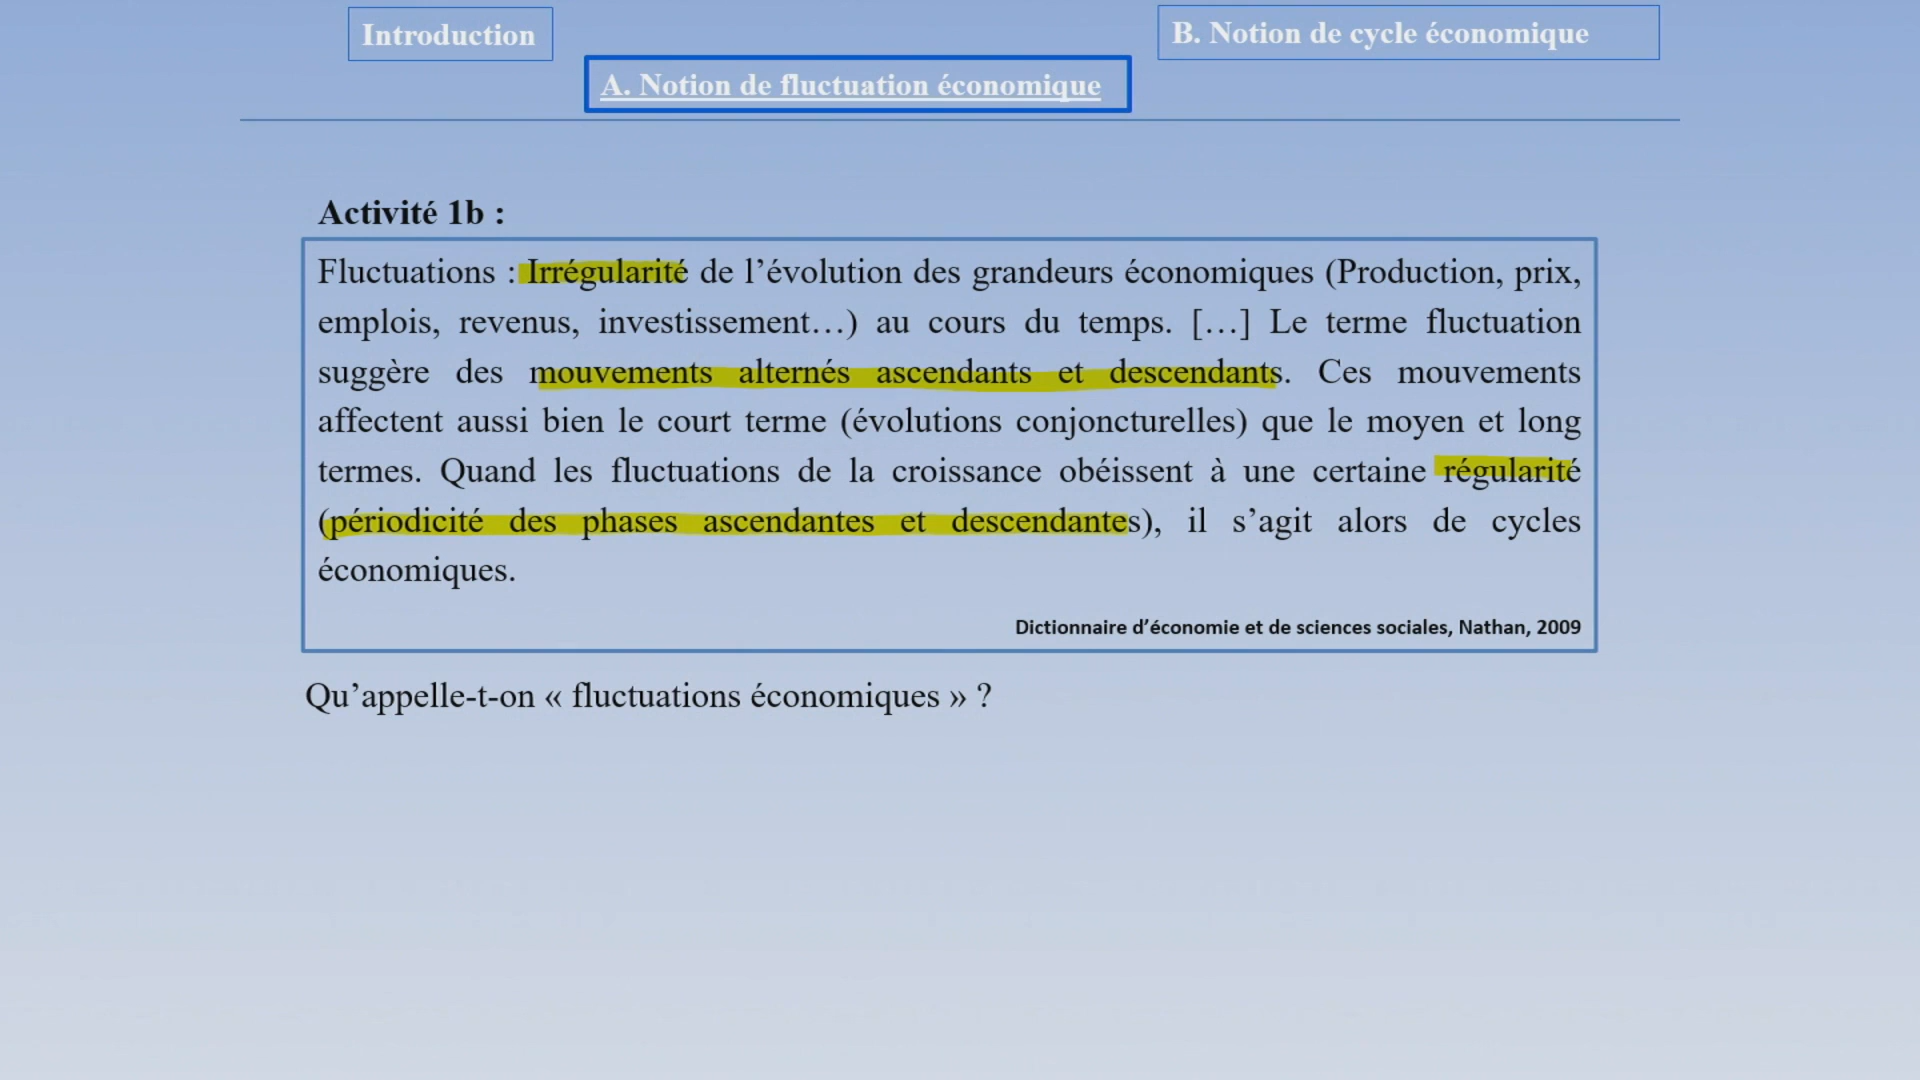 Introduction
B. Notion de cycle économique
A. Notion de fluctuation économique
Activité 1b :
Fluctuations : Irrégularité de l’évolution des grandeurs économiques (Production, prix,
emplois, revenus, investissement…) au cours du temps. […] Le terme fluctuation
suggère des mouvements alternés ascendants et descendants. Ces mouvements
affectent aussi bien le court terme (évolutions conjoncturelles) que le moyen et long
termes. Quand les fluctuations de la croissance obéissent à une certaine régularité
(périodicité des phases ascendantes et descendantes), il s’agit alors de cycles
économiques.
Dictionnaire d’économie et de sciences sociales, Nathan, 2009
Qu’appelle-t-on « fluctuations économiques » ?